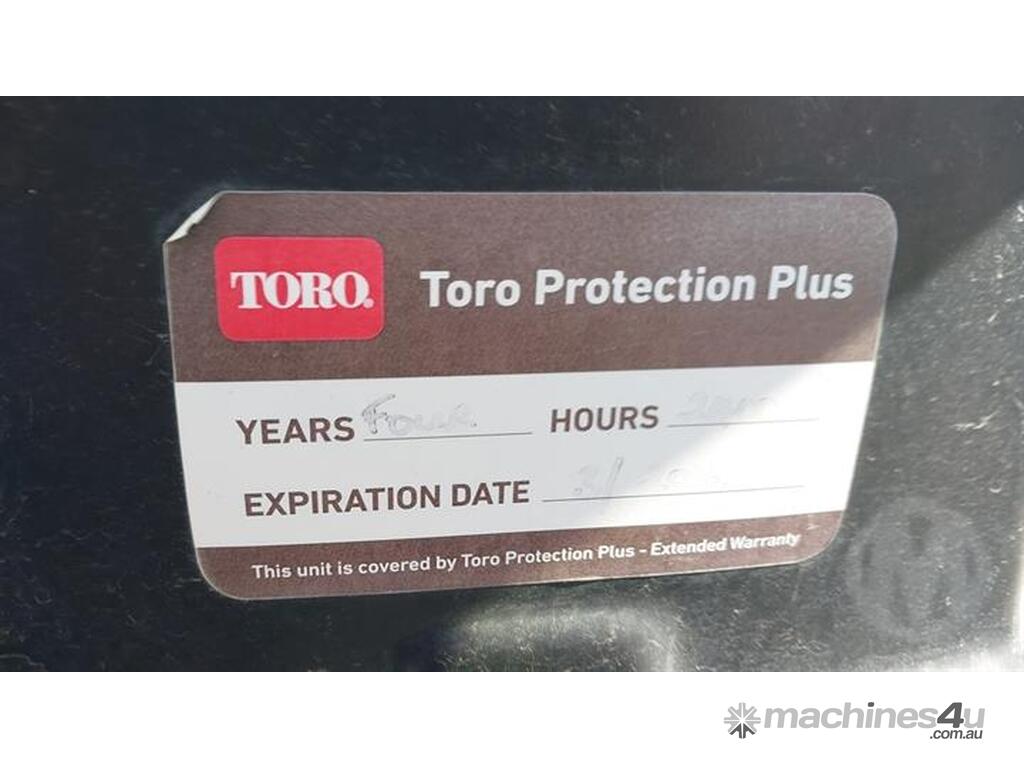 TORO.
Toro Protection Plus
YEARS Four HOURS
EXPIRATION DATE
This unit is covered by Toro Protection Plus - Extended Warranty
machines4u
.com.au